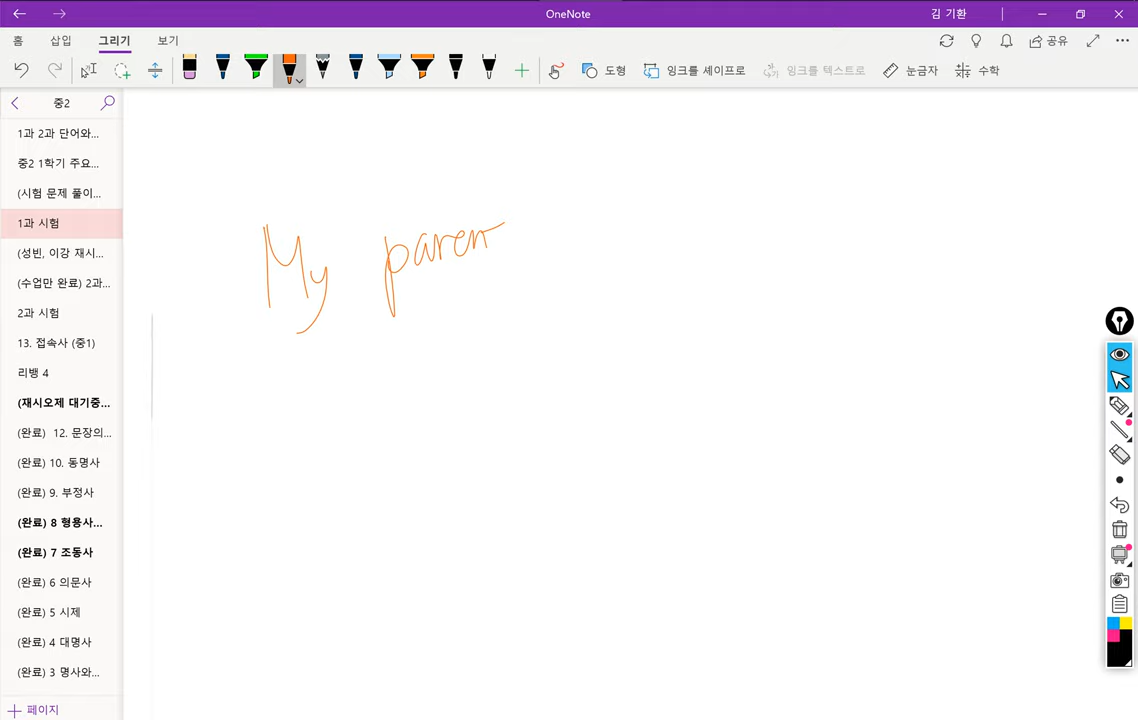 OneNote
김 기환
홈 삽입 그리기 보기
공유
도형
잉크를 셰이프로
잉크를 텍스트로
눈금자
수학
중2
1과 2과 단어와...
중2 1학기 주요...
(시험 문제 풀이...
1과 시험
(성빈, 이강 재시...
(수업만 완료) 2과...
2과 시험
13. 접속사 (중1)
리뱅 4
(재시오제 대기중...
(완료) 12. 문장의...
(완료) 10. 동명사
(완료) 9. 부정사
(완료) 8 형용사...
(완료) 7 조동사
(완료) 6 의문사
(완료) 5 시제
(완료) 4 대명사
(완료) 3 명사와...
페이지
My paren